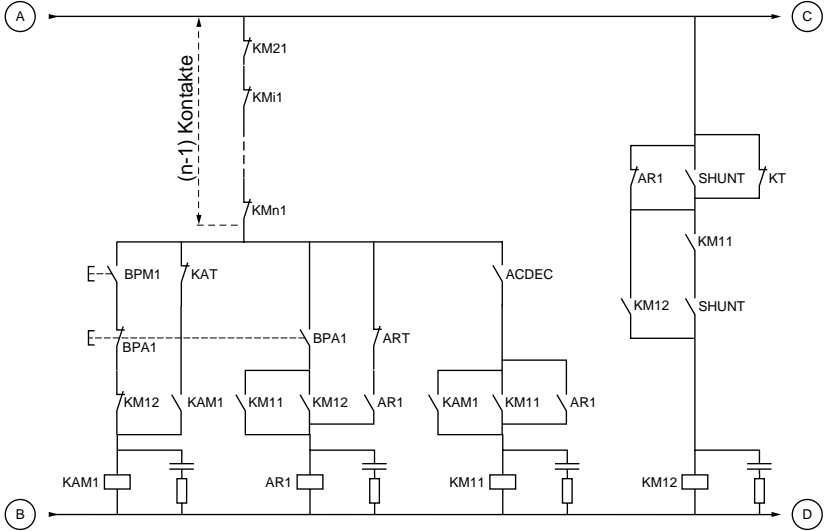 A
C
KM21
KMi1
(n-1) Kontakte
KMn1
AR1
SHUNT
KT
KM11
BPM1
KAT
ACDEC
KM12
SHUNT
BPA1
BPA1
ART
KM12
KAM1
KM11
KM12
AR1
KAM1
KM11
AR1
KAM1
AR1
KM11
KM12
B
D